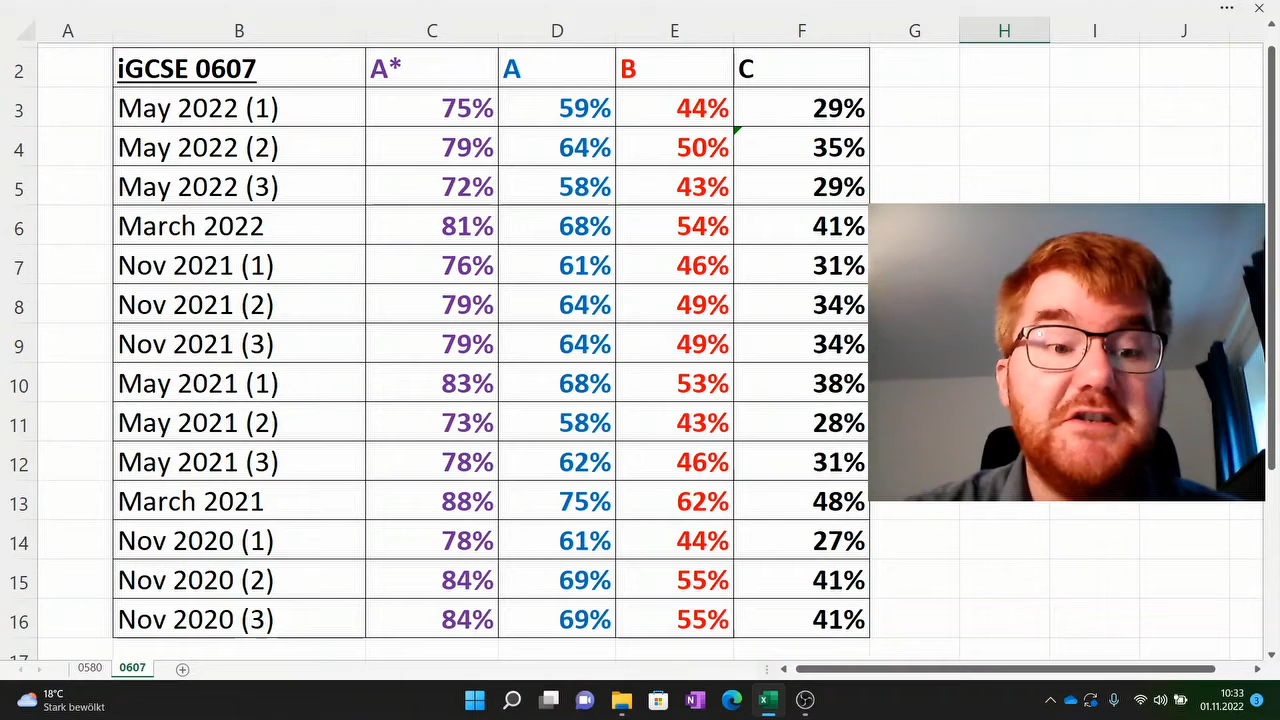 A B C D E F G H I J
2 iGCSE 0607 A* A B C
3 May 2022 (1) 75% 59% 44% 29%
4 May 2022 (2) 79% 64% 50% 35%
5 May 2022 (3) 72% 58% 43% 29%
6 March 2022 81% 68% 54% 41%
7 Nov 2021 (1) 76% 61% 46% 31%
8 Nov 2021 (2) 79% 64% 49% 34%
9 Nov 2021 (3) 79% 64% 49% 34%
10 May 2021 (1) 83% 68% 53% 38%
11 May 2021 (2) 73% 58% 43% 28%
12 May 2021 (3) 78% 62% 46% 31%
13 March 2021 88% 75% 62% 48%
14 Nov 2020 (1) 78% 61% 44% 27%
15 Nov 2020 (2) 84% 69% 55% 41%
16 Nov 2020 (3) 84% 69% 55% 41%
17
0580 0607
18°C
Stark bewölkt
N X
10:33
01.11.2022 3